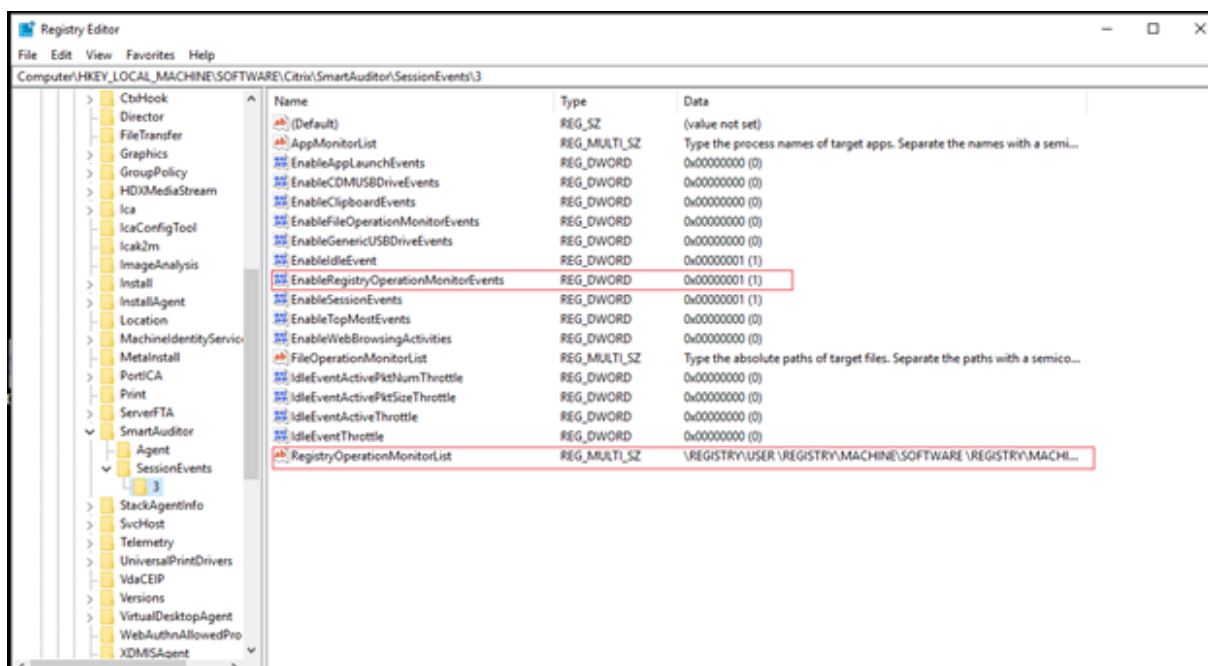 Registry Editor
File Edit View Favorites Help
Computer\HKEY_LOCAL_MACHINE\SOFTWARE\Citrix\SmartAuditor\SessionEvents\3
CtxHook
Director
FileTransfer
Graphics
GroupPolicy
HDXMediaStream
Ica
IcaConfigTool
Icak2m
ImageAnalysis
Install
InstallAgent
Location
MachineIdentityService
MetaInstall
PortICA
Print
ServerFTA
SmartAuditor
Agent
SessionEvents
3
StackAgentInfo
SvcHost
Telemetry
UniversalPrintDrivers
VdaCEIP
Versions
VirtualDesktopAgent
WebAuthnAllowedPro
XDMISAgent
Name Type Data
(Default) REG_SZ (value not set)
AppMonitorList REG_MULTI_SZ Type the process names of target apps. Separate the names with a semi...
EnableAppLaunchEvents REG_DWORD 0x00000000 (0)
EnableCDMUSBDriveEvents REG_DWORD 0x00000000 (0)
EnableClipboardEvents REG_DWORD 0x00000000 (0)
EnableFileOperationMonitorEvents REG_DWORD 0x00000000 (0)
EnableGenericUSBDriveEvents REG_DWORD 0x00000000 (0)
EnableIdleEvent REG_DWORD 0x00000001 (1)
EnableRegistryOperationMonitorEvents REG_DWORD 0x00000001 (1)
EnableSessionEvents REG_DWORD 0x00000001 (1)
EnableTopMostEvents REG_DWORD 0x00000000 (0)
EnableWebBrowsingActivities REG_DWORD 0x00000000 (0)
FileOperationMonitorList REG_MULTI_SZ Type the absolute paths of target files. Separate the paths with a semico...
IdleEventActivePktNumThrottle REG_DWORD 0x00000000 (0)
IdleEventActivePktSizeThrottle REG_DWORD 0x00000000 (0)
IdleEventActiveThrottle REG_DWORD 0x00000000 (0)
IdleEventThrottle REG_DWORD 0x00000000 (0)
RegistryOperationMonitorList REG_MULTI_SZ \REGISTRY\USER \REGISTRY\MACHINE\SOFTWARE \REGISTRY\MACHI...